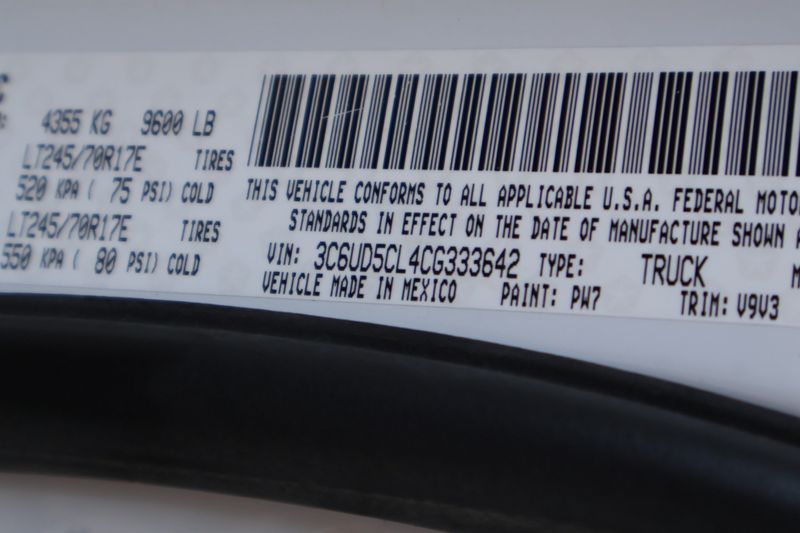 4355 KG 9600 LB
LT245/70R17E TIRES
520 KPA ( 75 PSI) COLD
LT245/70R17E TIRES
550 KPA ( 80 PSI) COLD
THIS VEHICLE CONFORMS TO ALL APPLICABLE U.S.A. FEDERAL MOTO
STANDARDS IN EFFECT ON THE DATE OF MANUFACTURE SHOWN
VIN: 3C6UD5CL4CG333642 TYPE: TRUCK
VEHICLE MADE IN MEXICO PAINT: PW7 TRIM: V9V3